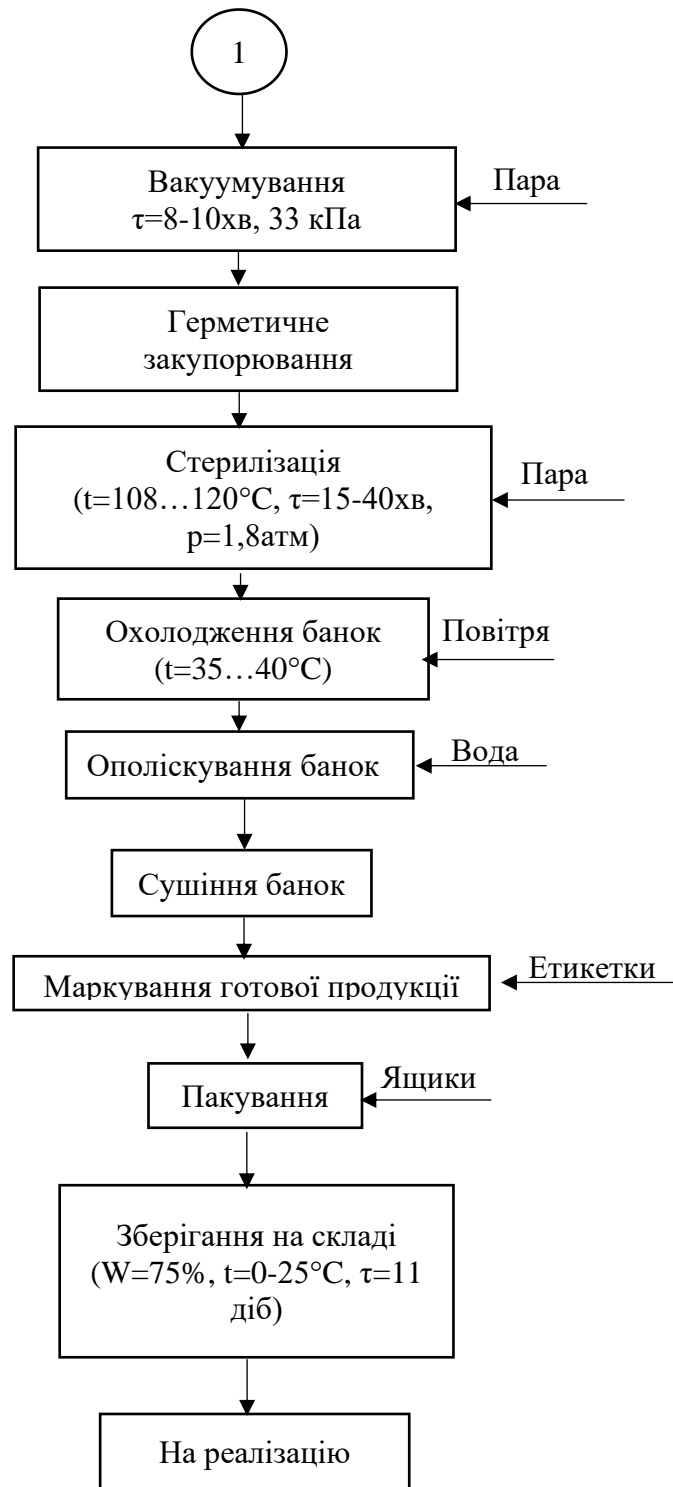 1
Вакуумування
τ=8-10хв, 33 кПа
Пара
Герметичне
закупорювання
Стерилізація
(t=108…120°С, τ=15-40хв,
р=1,8атм)
Пара
Охолодження банок
(t=35…40°С)
Повітря
Ополіскування банок
Вода
Сушіння банок
Маркування готової продукції
Етикетки
Пакування
Ящики
Зберігання на складі
(W=75%, t=0-25°С, τ=11
діб)
На реалізацію